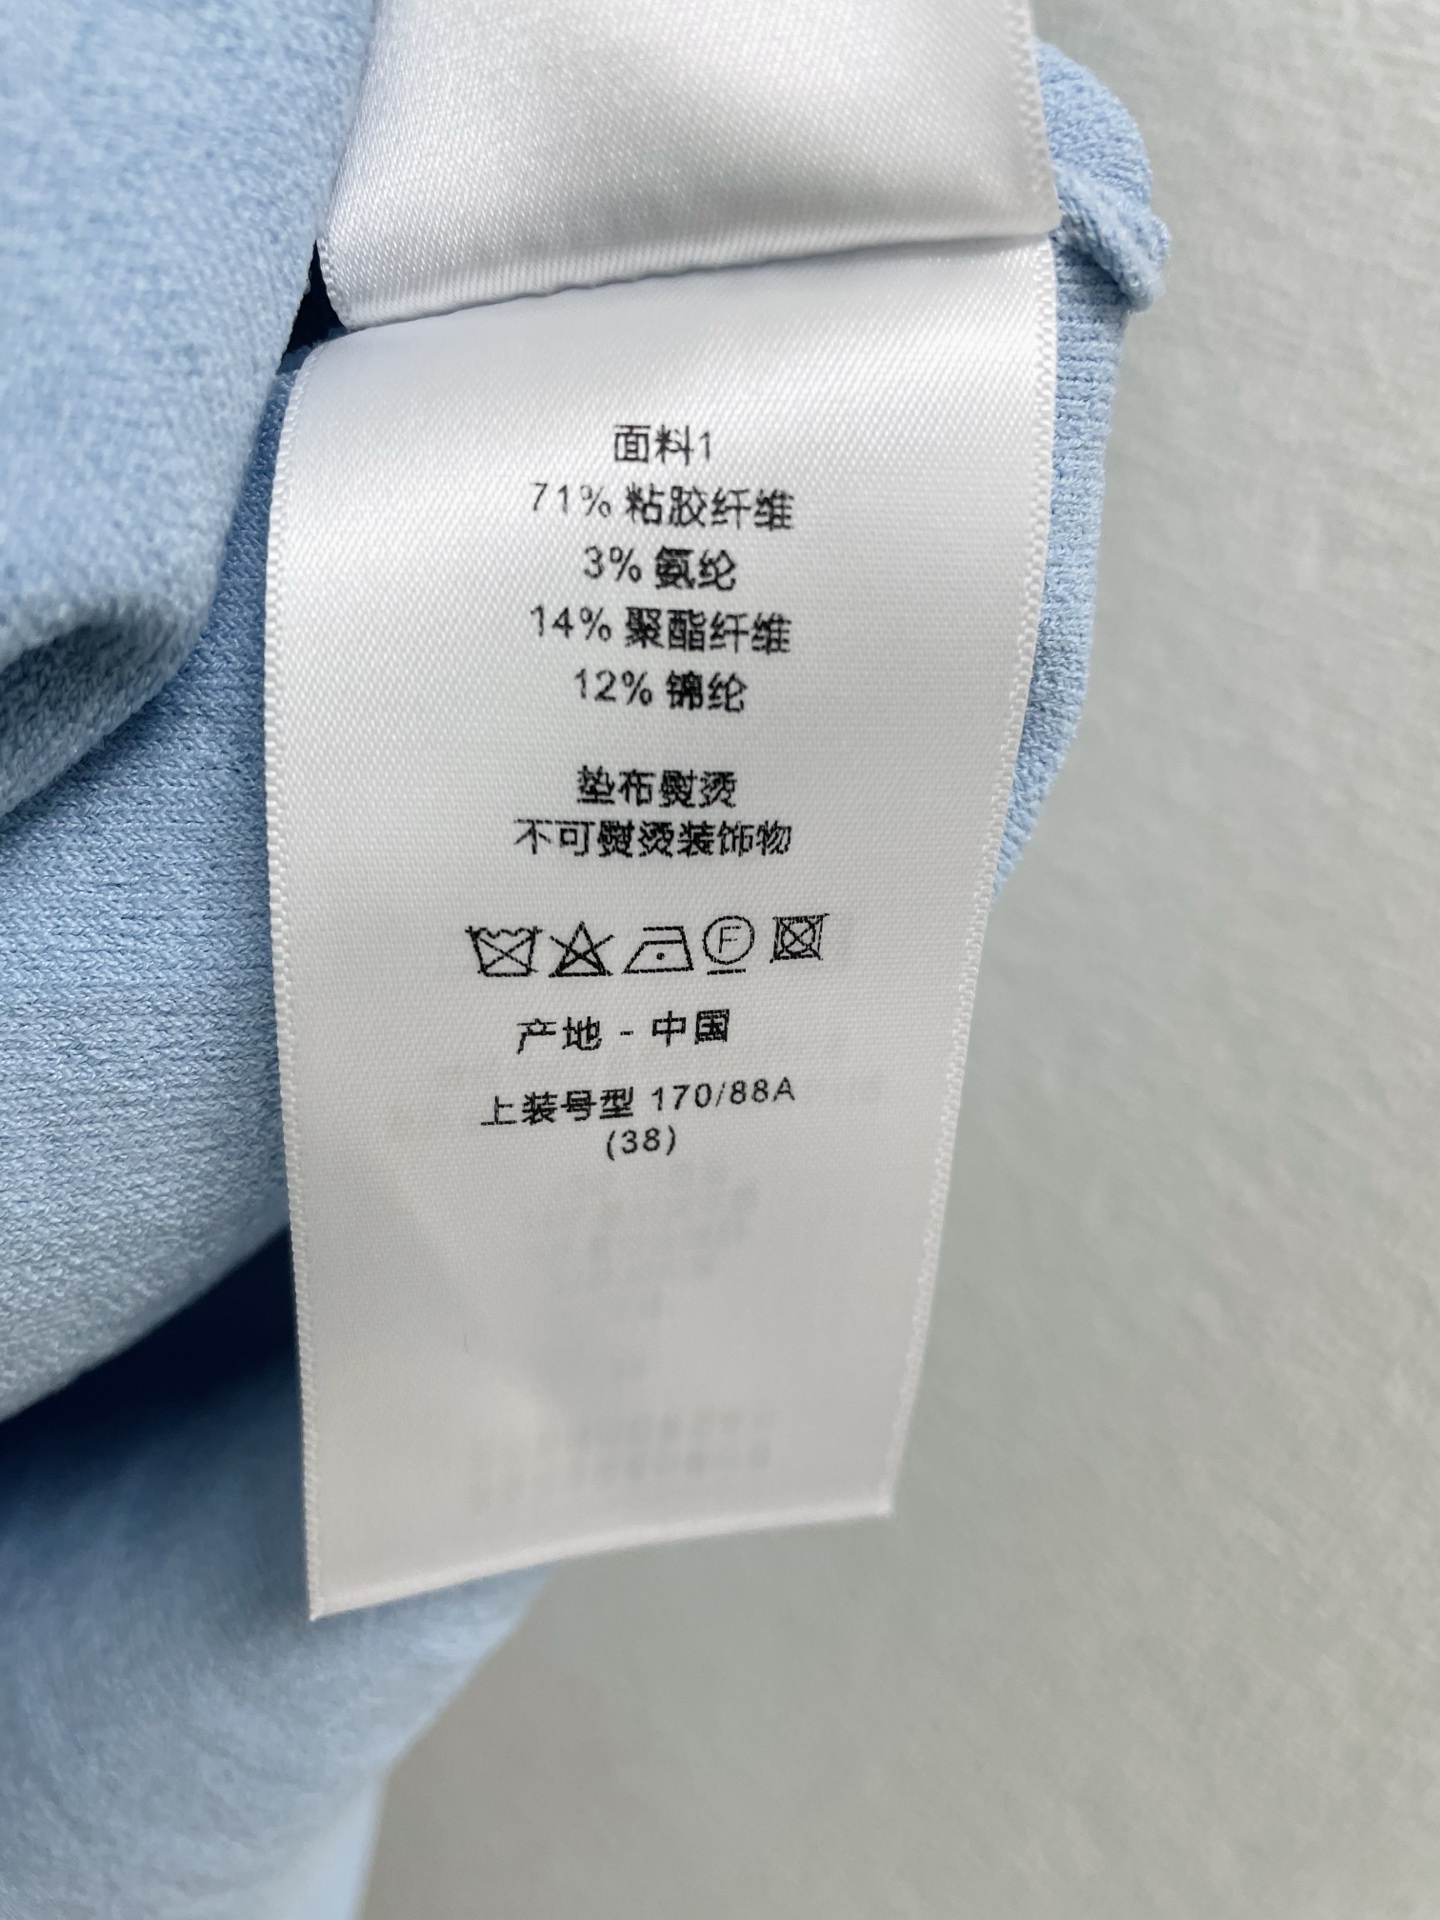 面料1
71% 粘胶纤维
3% 氨纶
14% 聚酯纤维
12% 锦纶
垫布熨烫
不可熨烫装饰物
F
产地 - 中国
上装号型 170/88A
(38)